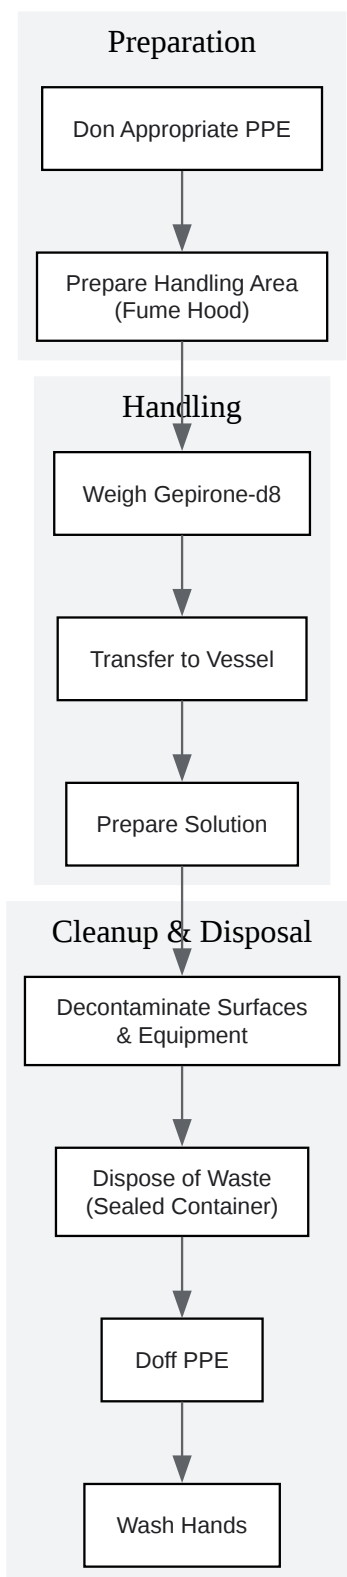 Preparation
Don Appropriate PPE
Prepare Handling Area
(Fume Hood)
Handling
Weigh Gepirone-d8
Transfer to Vessel
Prepare Solution
Cleanup & Disposal
Decontaminate Surfaces
& Equipment
Dispose of Waste
(Sealed Container)
Doff PPE
Wash Hands